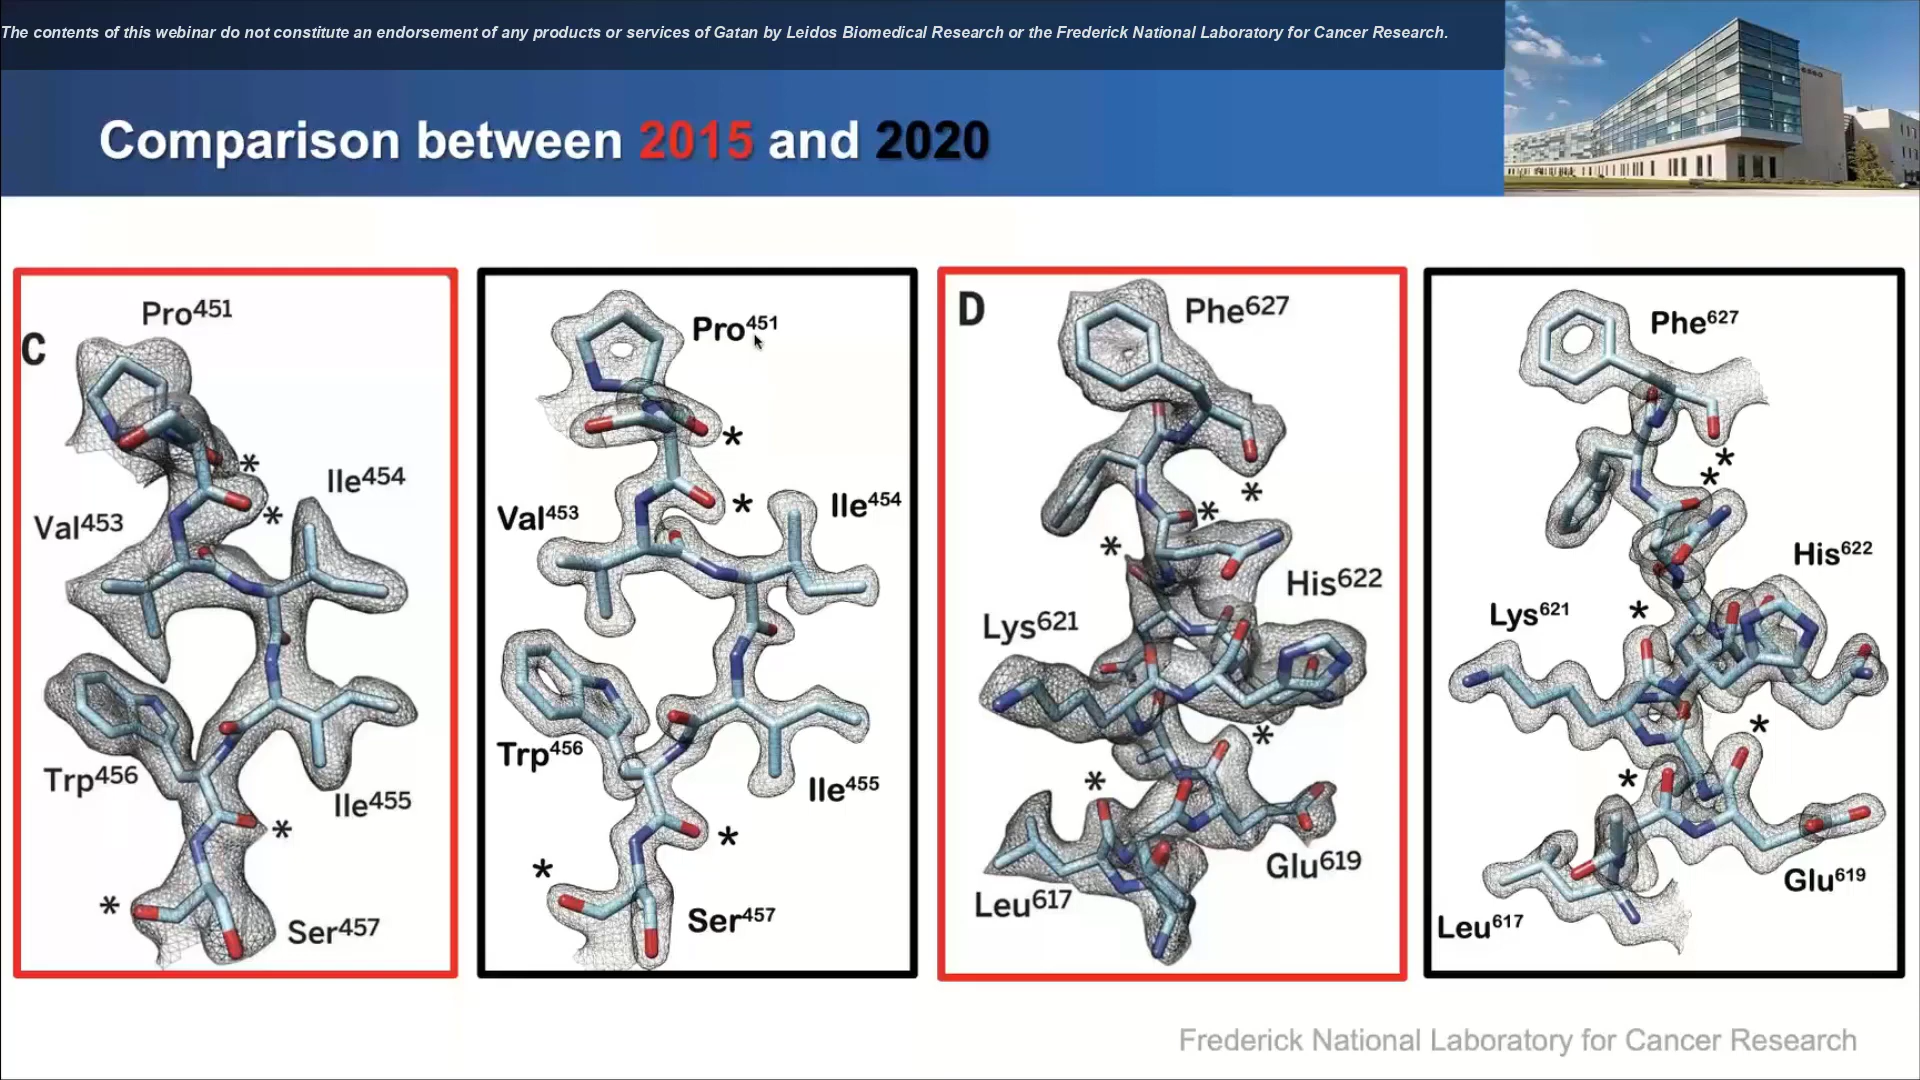 The contents of this webinar do not constitute an endorsement of any products or services of Gatan by Leidos Biomedical Research or the Frederick National Laboratory for Cancer Research.
Comparison between 2015 and 2020
C
Pro451
*
*
Ile454
Val453
Trp456
Ile455
*
*
Ser457
Pro451
*
*
Ile454
Val453
Trp456
Ile455
*
*
Ser457
D
Phe627
*
*
*
His622
Lys621
*
*
Glu619
Leu617
Phe627
*
*
His622
Lys621
*
*
*
Glu619
Leu617
Frederick National Laboratory for Cancer Research